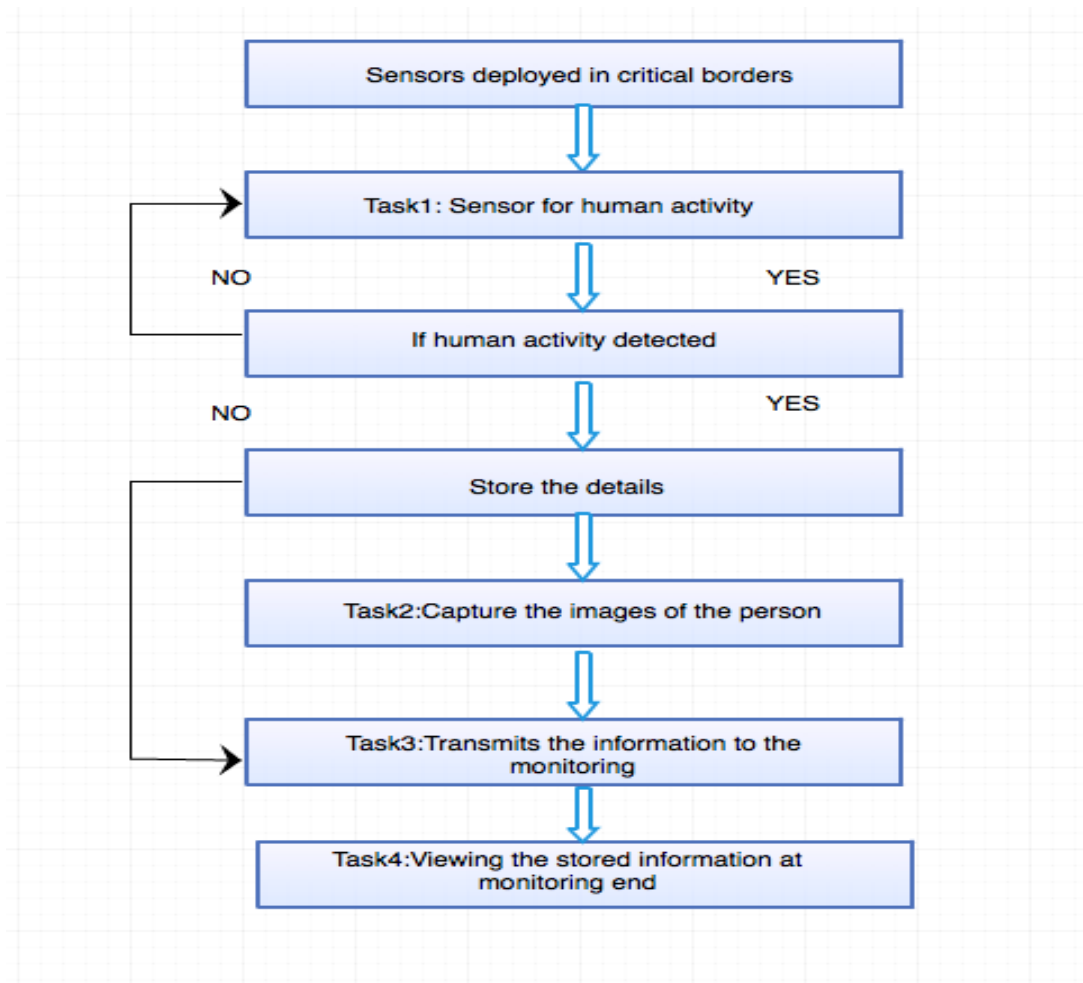 Sensors deployed in critical borders
Task1: Sensor for human activity
NO
YES
If human activity detected
NO
YES
Store the details
Task2:Capture the images of the person
Task3:Transmits the information to the
monitoring
Task4:Viewing the stored information at
monitoring end